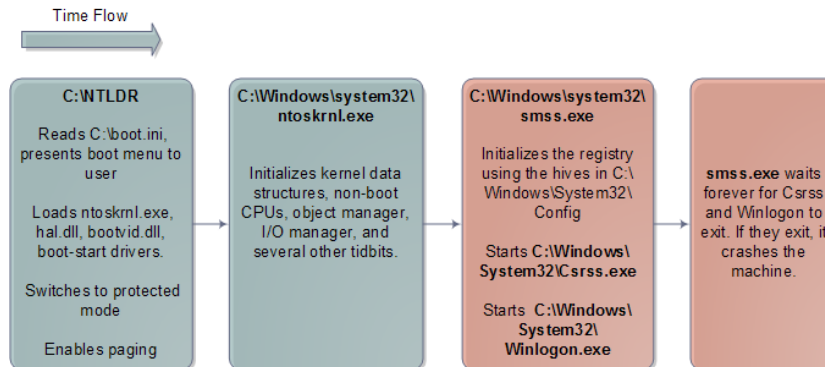 Time Flow
C:\NTLDR
Reads C:\boot.ini,
presents boot menu to
user
Loads ntoskrnl.exe,
hal.dll, bootvid.dll,
boot-start drivers.
Switches to protected
mode
Enables paging
C:\Windows\system32\
ntoskrnl.exe
Initializes kernel data
structures, non-boot
CPUs, object manager,
I/O manager, and
several other tidbits.
C:\Windows\system32\
smss.exe
Initializes the registry
using the hives in C:\
Windows\System32\
Config
Starts C:\Windows\
System32\Csrss.exe
Starts C:\Windows\
System32\
Winlogon.exe
smss.exe waits
forever for Csrss
and Winlogon to
exit. If they exit, it
crashes the
machine.